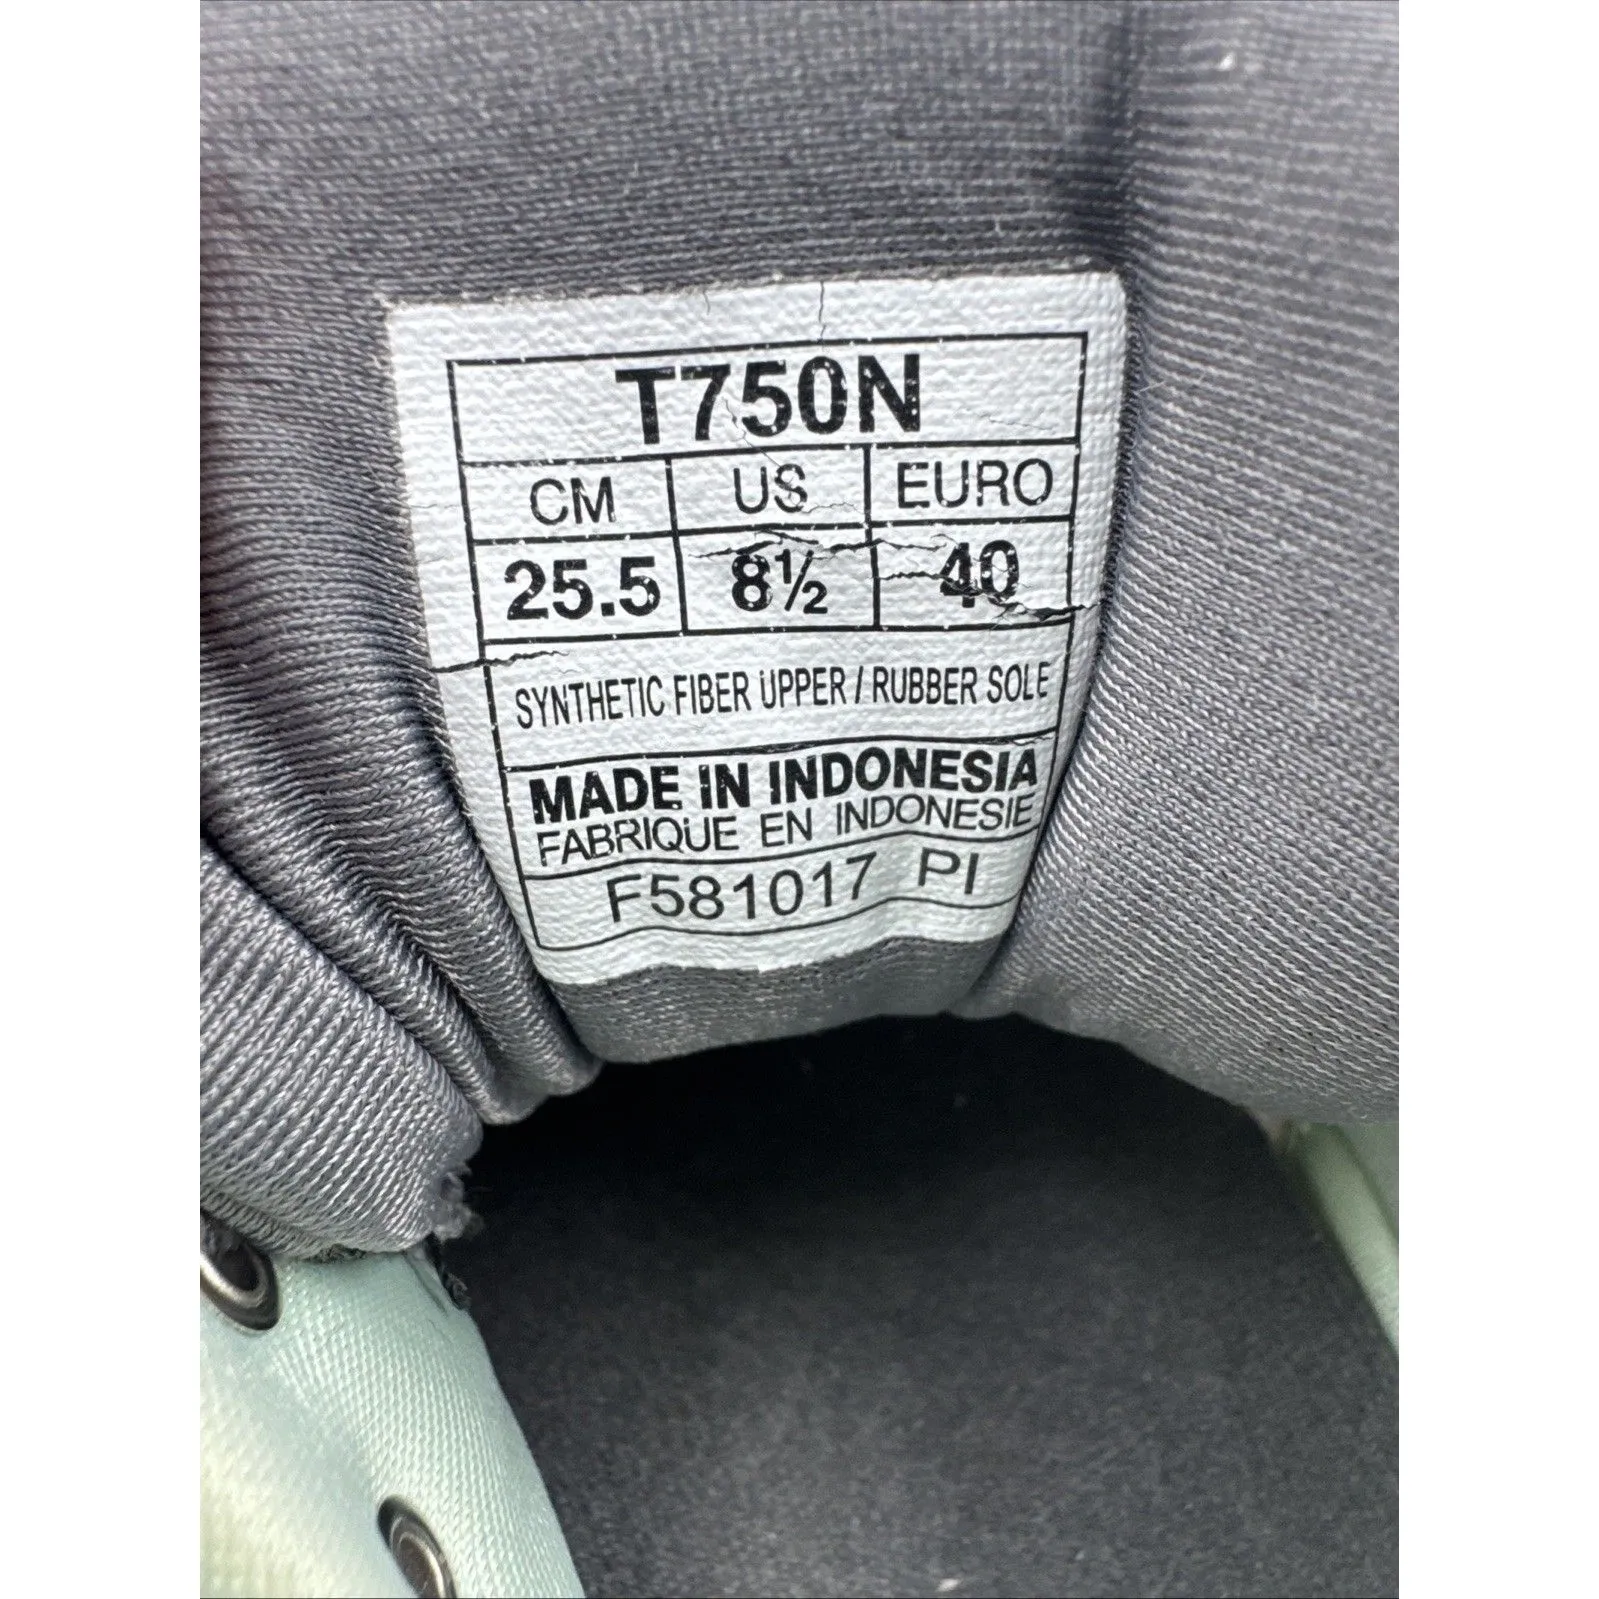 T750N
CM US EURO
25.5 8½ 40
SYNTHETIC FIBER UPPER / RUBBER SOLE
MADE IN INDONESIA
FABRIQUE EN INDONESIE
F581017 PI